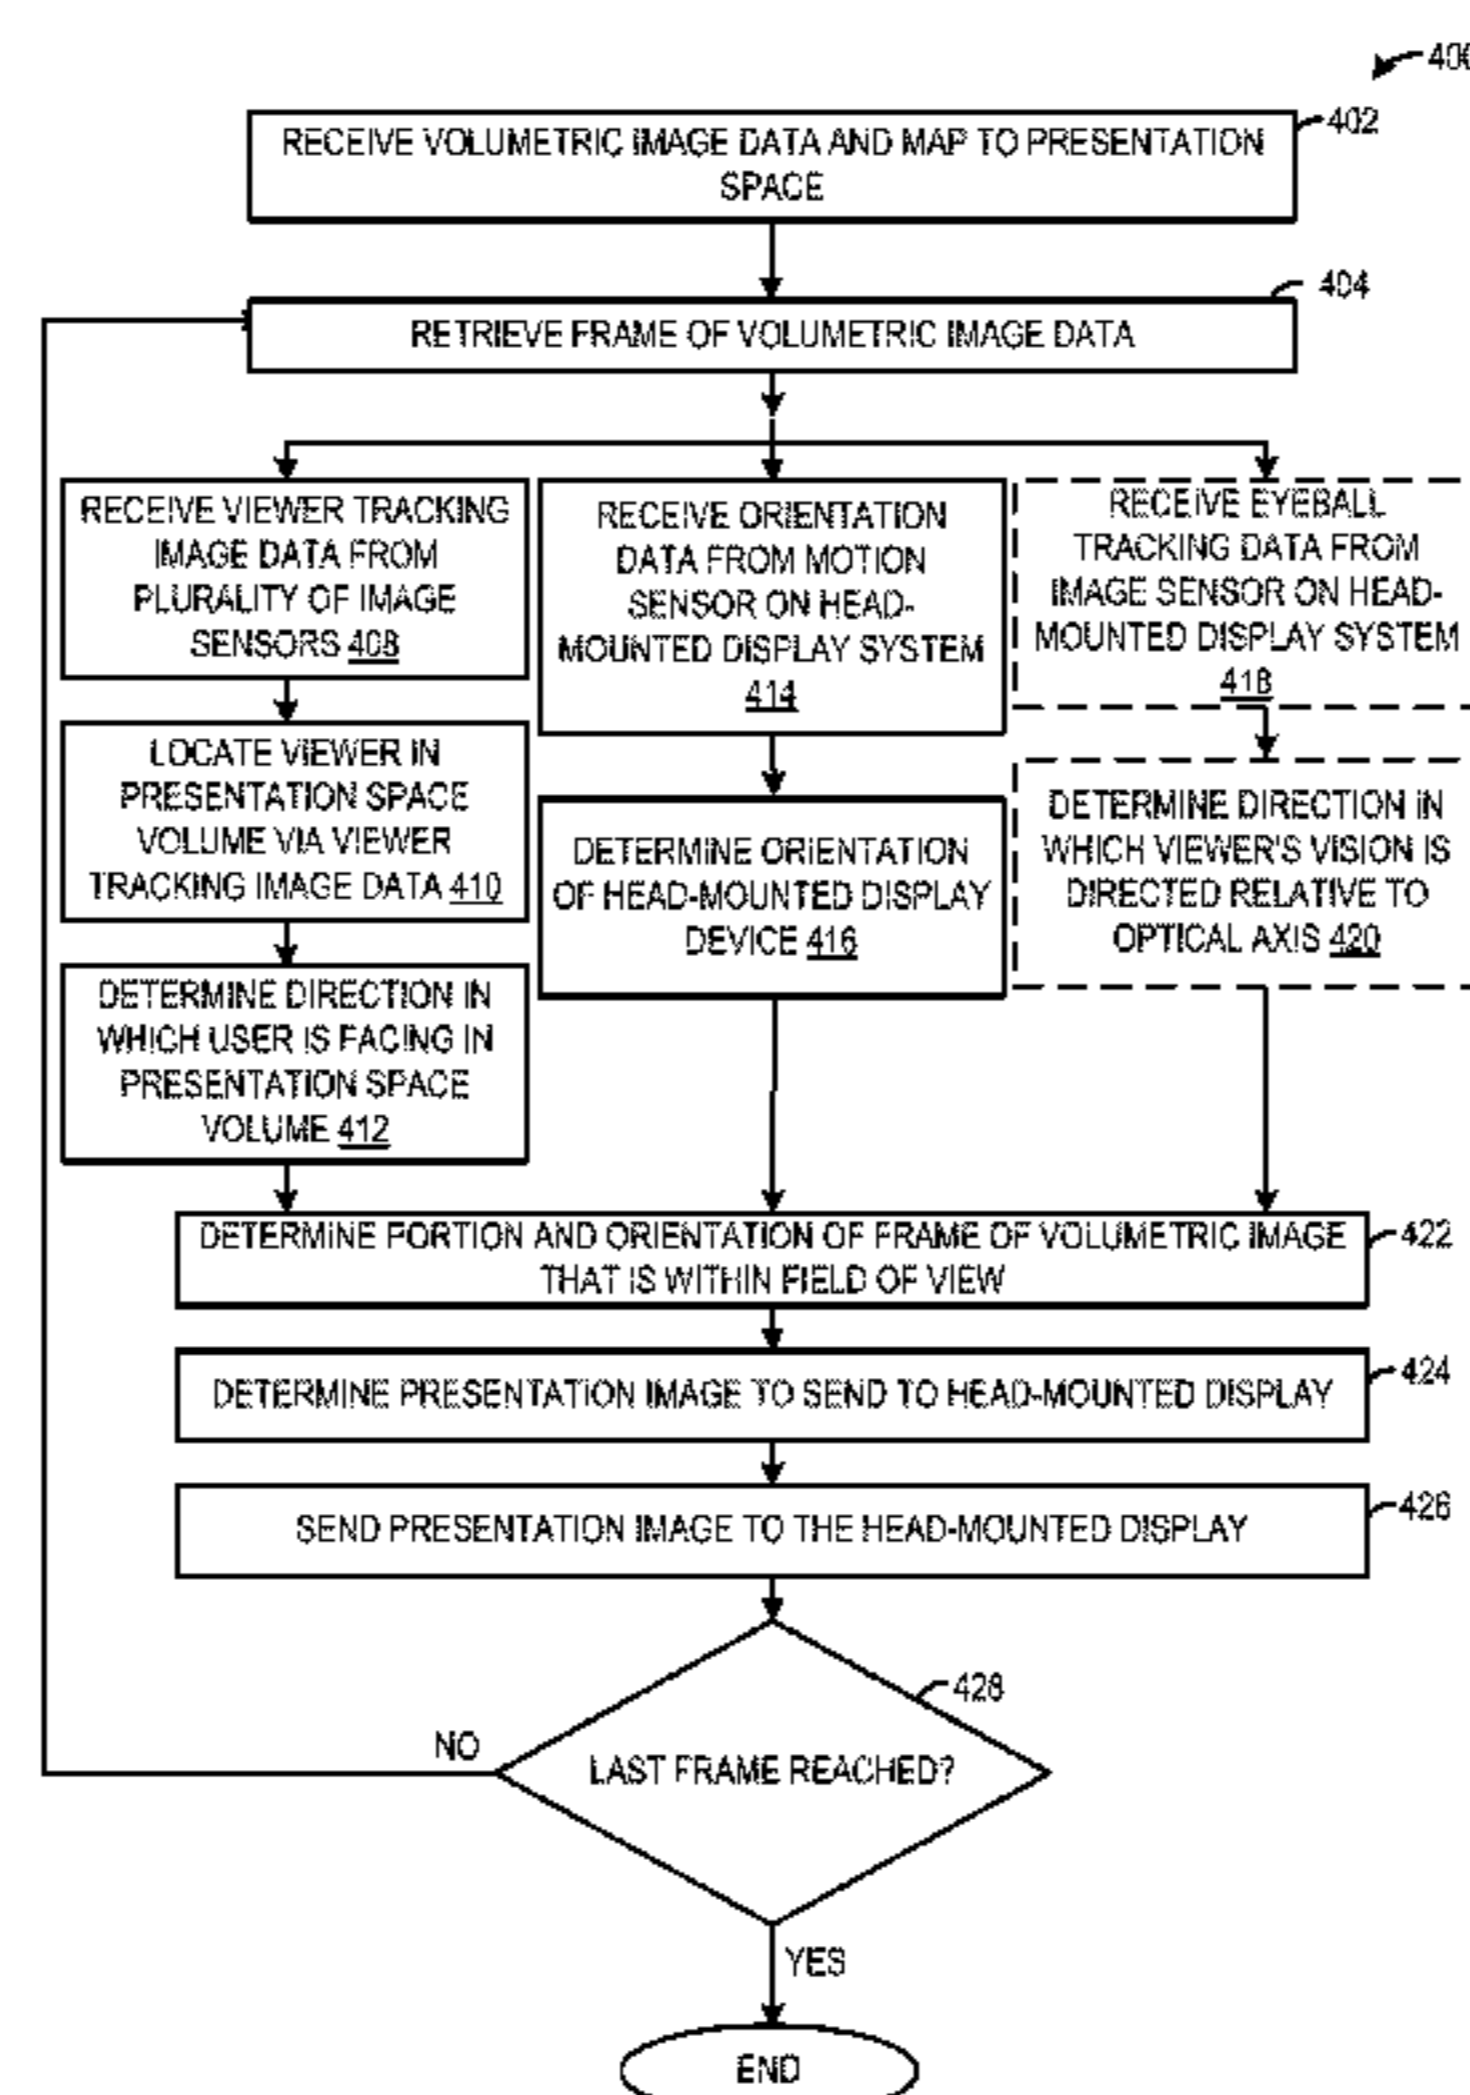 400
402
RECEIVE VOLUMETRIC IMAGE DATA AND MAP TO PRESENTATION
SPACE
404
RETRIEVE FRAME OF VOLUMETRIC IMAGE DATA
RECEIVE VIEWER TRACKING
IMAGE DATA FROM
PLURALITY OF IMAGE
SENSORS 408
LOCATE VIEWER IN
PRESENTATION SPACE
VOLUME VIA VIEWER
TRACKING IMAGE DATA 410
DETERMINE DIRECTION IN
WHICH USER IS FACING IN
PRESENTATION SPACE
VOLUME 412
RECEIVE ORIENTATION
DATA FROM MOTION
SENSOR ON HEAD-
MOUNTED DISPLAY SYSTEM
414
DETERMINE ORIENTATION
OF HEAD-MOUNTED DISPLAY
DEVICE 416
RECEIVE EYEBALL
TRACKING DATA FROM
IMAGE SENSOR ON HEAD-
MOUNTED DISPLAY SYSTEM
418
DETERMINE DIRECTION IN
WHICH VIEWER'S VISION IS
DIRECTED RELATIVE TO
OPTICAL AXIS 420
DETERMINE PORTION AND ORIENTATION OF FRAME OF VOLUMETRIC IMAGE
THAT IS WITHIN FIELD OF VIEW
422
DETERMINE PRESENTATION IMAGE TO SEND TO HEAD-MOUNTED DISPLAY
424
SEND PRESENTATION IMAGE TO THE HEAD-MOUNTED DISPLAY
426
428
NO
LAST FRAME REACHED?
YES
END